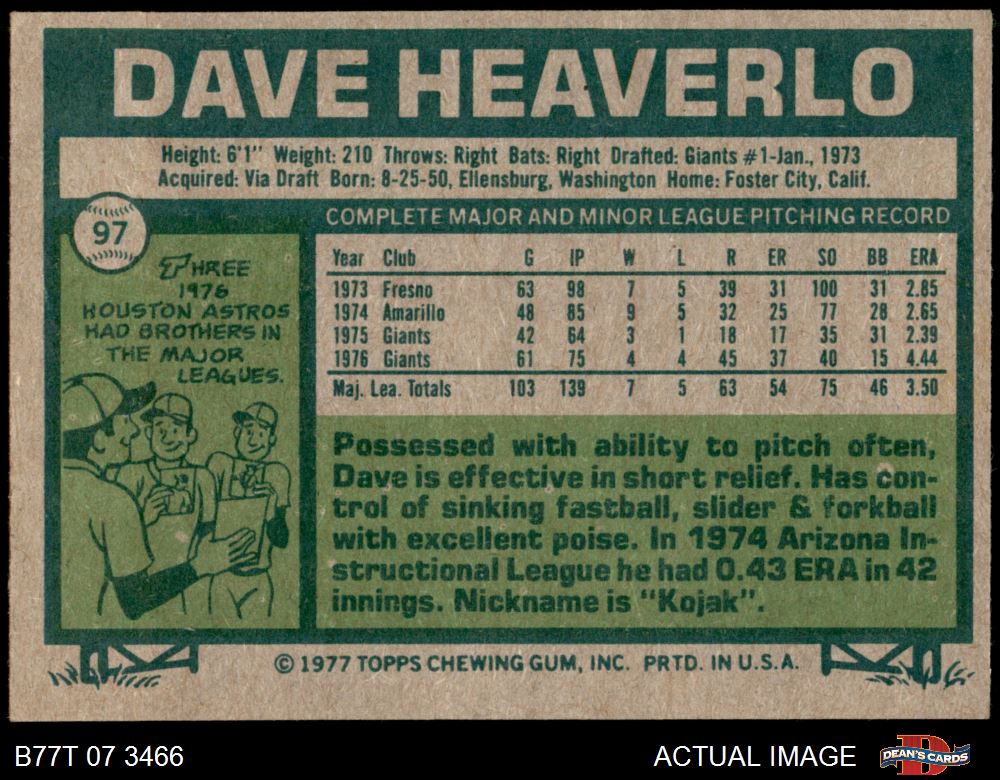 DAVE HEAVERLO
Height: 6'1" Weight: 210 Throws: Right Bats: Right Drafted: Giants #1-Jan., 1973
Acquired: Via Draft Born: 8-25-50, Ellensburg, Washington Home: Foster City, Calif.
97
THREE
1976
HOUSTON ASTROS
HAD BROTHERS IN
THE MAJOR
LEAGUES.
COMPLETE MAJOR AND MINOR LEAGUE PITCHING RECORD
Year Club G IP W L R ER SO BB ERA
1973 Fresno 63 98 7 5 39 31 100 31 2.85
1974 Amarillo 48 85 9 5 32 25 77 28 2.65
1975 Giants 42 64 3 1 18 17 35 31 2.39
1976 Giants 61 75 4 4 45 37 40 15 4.44
Maj. Lea. Totals 103 139 7 5 63 54 75 46 3.50
Possessed with ability to pitch often,
Dave is effective in short relief. Has con-
trol of sinking fastball, slider & forkball
with excellent poise. In 1974 Arizona In-
structional League he had 0.43 ERA in 42
innings. Nickname is "Kojak".
© 1977 TOPPS CHEWING GUM, INC. PRTD. IN U.S.A.
B77T 07 3466
ACTUAL IMAGE
D
DEAN'S CARDS